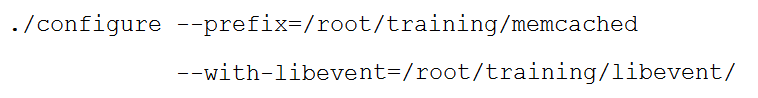 ./configure --prefix=/root/training/memcached
--with-libevent=/root/training/libevent/